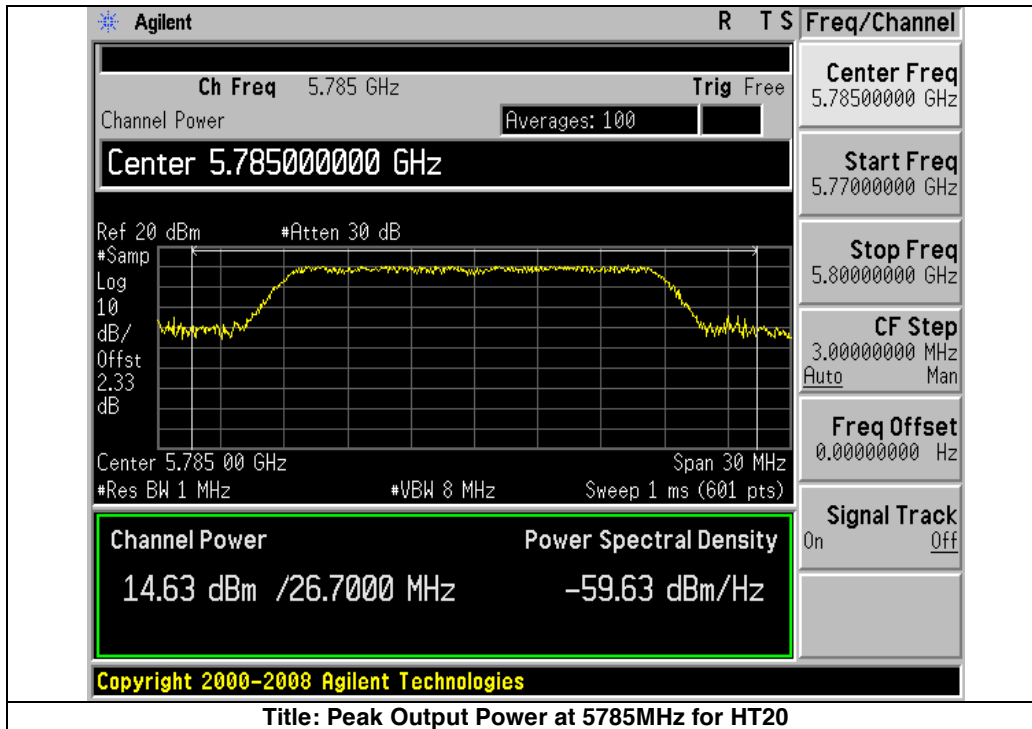 Agilent R T S Freq/Channel
Ch Freq 5.785 GHz Trig Free
Channel Power Averages: 100
Center 5.785000000 GHz
Ref 20 dBm #Atten 30 dB
#Samp
Log
10
dB/
Offst
2.33
dB
Center 5.785 00 GHz Span 30 MHz
#Res BW 1 MHz #VBW 8 MHz Sweep 1 ms (601 pts)
Channel Power Power Spectral Density
14.63 dBm /26.7000 MHz -59.63 dBm/Hz
Copyright 2000-2008 Agilent Technologies
Center Freq
5.78500000 GHz
Start Freq
5.77000000 GHz
Stop Freq
5.80000000 GHz
CF Step
3.00000000 MHz
Auto Man
Freq Offset
0.00000000 Hz
Signal Track
On Off
Title: Peak Output Power at 5785MHz for HT20